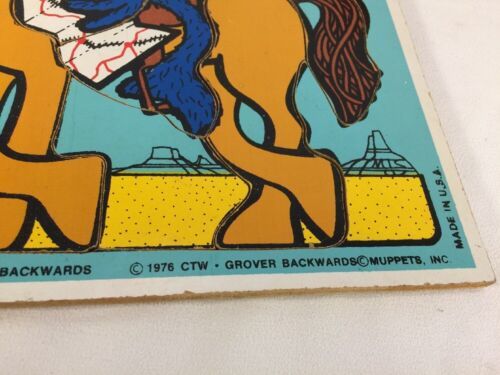 BACKWARDS © 1976 CTW · GROVER BACKWARDS©MUPPETS, INC.
MADE IN U.S.A.